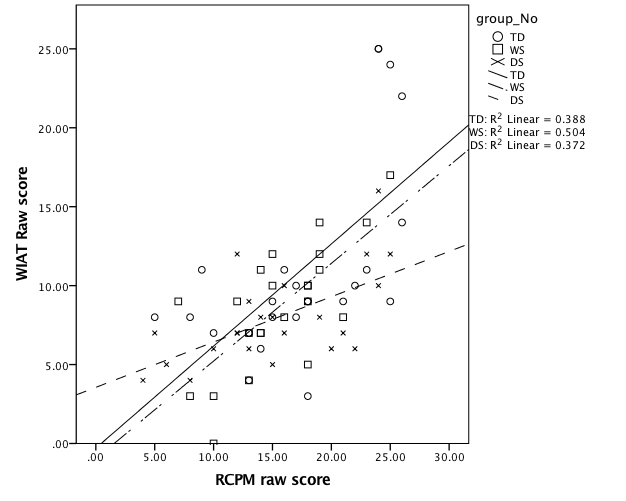 group_No
TD
WS
DS
TD
WS
DS
TD: R² Linear = 0.388
WS: R² Linear = 0.504
DS: R² Linear = 0.372
25.00
20.00
15.00
10.00
5.00
.00
WIAT Raw score
.00 5.00 10.00 15.00 20.00 25.00 30.00
RCPM raw score